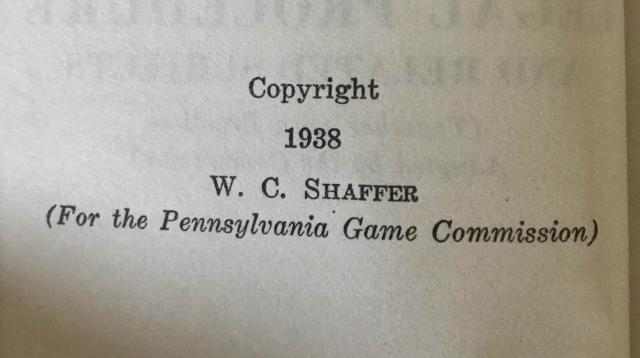 Copyright
1938
W. C. SHAFFER
(For the Pennsylvania Game Commission)